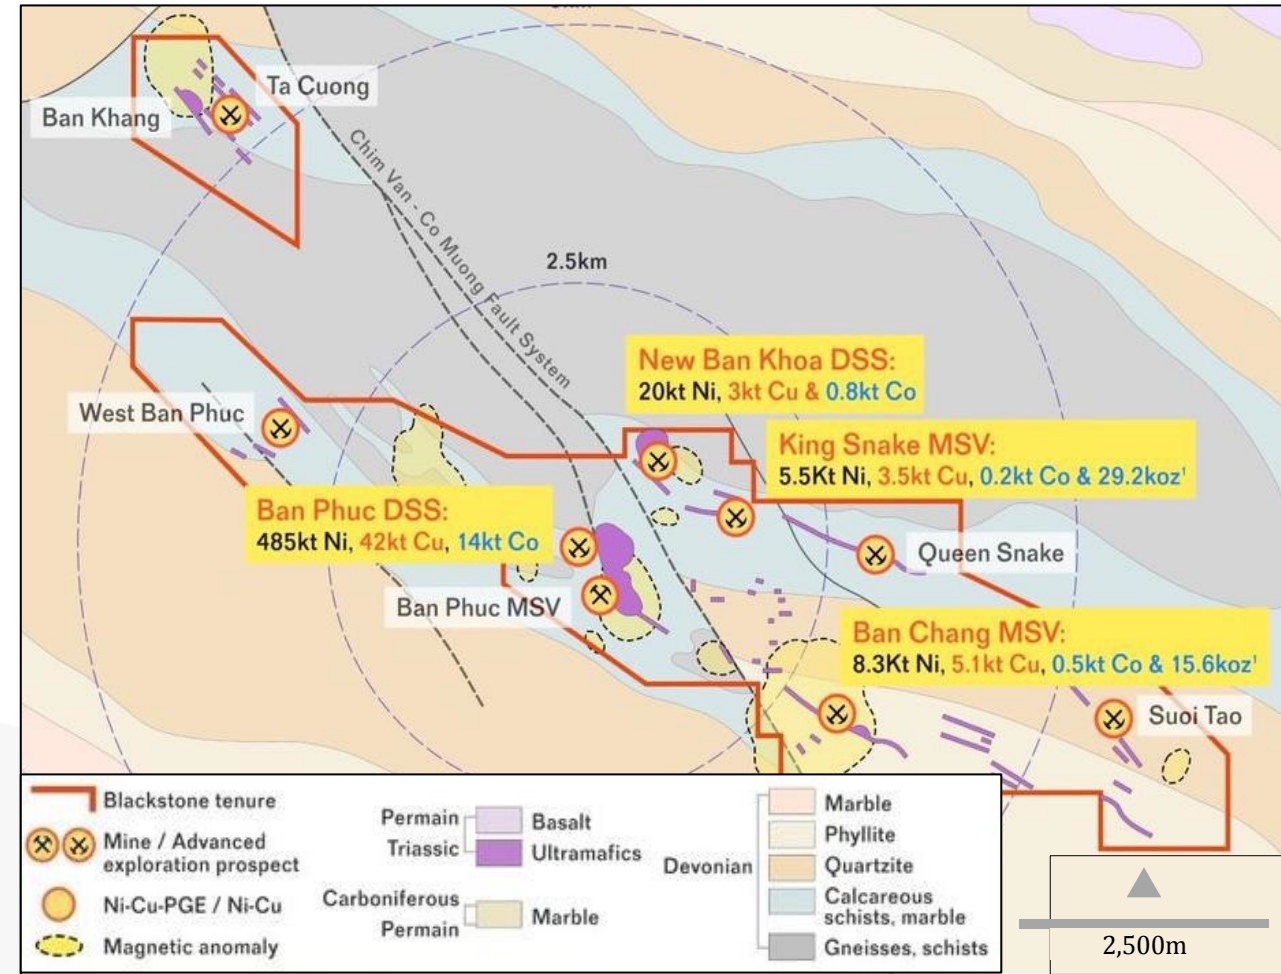 Ta Cuong
Ban Khang
Chim Van - Co Muong Fault System
2.5km
New Ban Khoa DSS:
20kt Ni, 3kt Cu & 0.8kt Co
West Ban Phuc
King Snake MSV:
5.5Kt Ni, 3.5kt Cu, 0.2kt Co & 29.2koz¹
Ban Phuc DSS:
485kt Ni, 42kt Cu, 14kt Co
Queen Snake
Ban Phuc MSV
Ban Chang MSV:
8.3Kt Ni, 5.1kt Cu, 0.5kt Co & 15.6koz¹
Suoi Tao
Blackstone tenure
Mine / Advanced
exploration prospect
Ni-Cu-PGE / Ni-Cu
Magnetic anomaly
Permain
Triassic
Basalt
Ultramafics
Carboniferous
Permain
Marble
Devonian
Marble
Phyllite
Quartzite
Calcareous
schists, marble
Gneisses, schists
2,500m